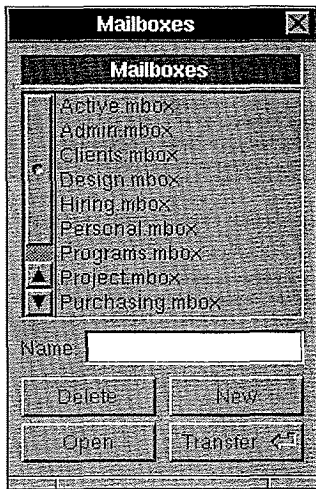 Mailboxes
Mailboxes
Active.mbox
Admin.mbox
Clients.mbox
Design.mbox
Hiring.mbox
Personal.mbox
Programs.mbox
Project.mbox
Purchasing.mbox
Name:
Delete New
Open Transfer